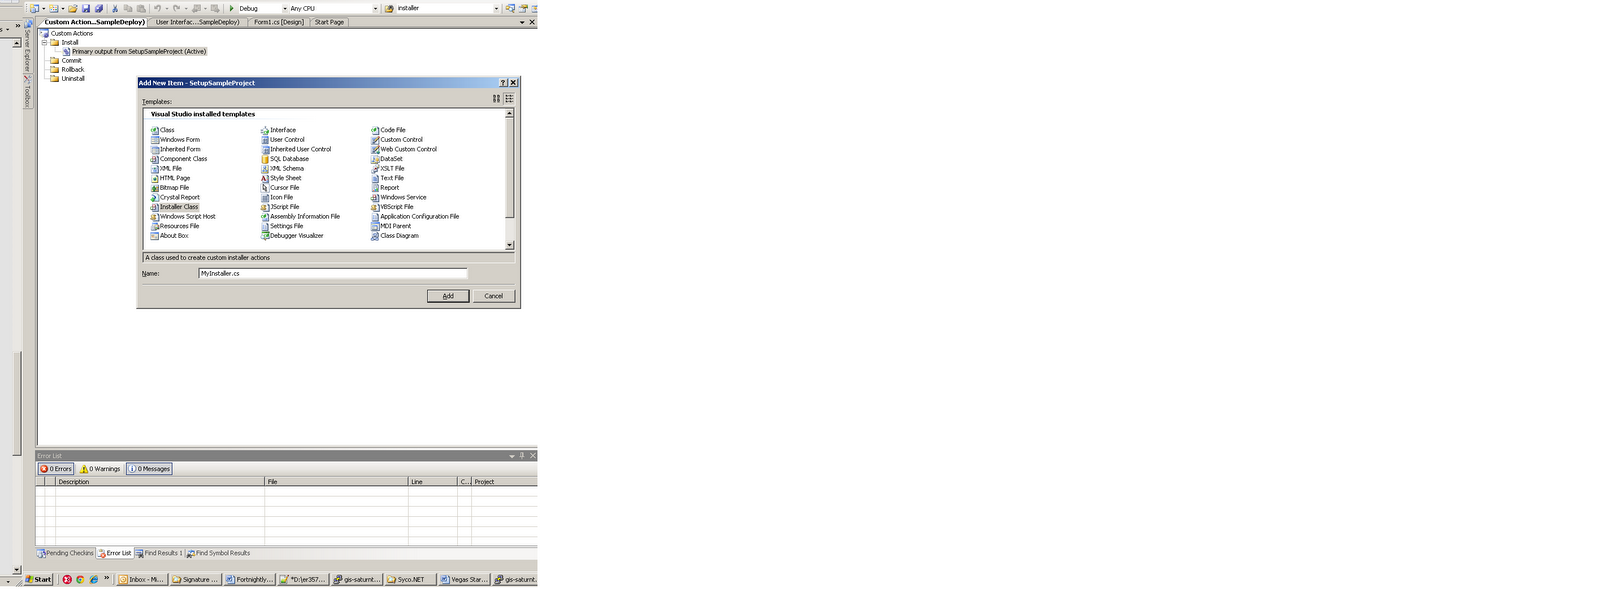 Debug Any CPU installer
Custom Action...SampleDeploy) User Interfac...SampleDeploy) Form1.cs [Design] Start Page
Server Explorer
Toolbox
Custom Actions
Install
Primary output from SetupSampleProject (Active)
Commit
Rollback
Uninstall
Add New Item - SetupSampleProject
Templates:
Visual Studio installed templates
Class Interface Code File
Windows Form User Control Custom Control
Inherited Form Inherited User Control Web Custom Control
Component Class SQL Database DataSet
XML File XML Schema XSLT File
HTML Page Style Sheet Text File
Bitmap File Cursor File Report
Crystal Report Icon File Windows Service
Installer Class JScript File VBScript File
Windows Script Host Assembly Information File Application Configuration File
Resources File Settings File MDI Parent
About Box Debugger Visualizer Class Diagram
A class used to create custom installer actions
Name: MyInstaller.cs
Add Cancel
Error List
0 Errors 0 Warnings 0 Messages
Description File Line C... Project
Pending Checkins Error List Find Results 1 Find Symbol Results
Start » Inbox - Mi... Signature ... Fortnightly... *D:\er357... gis-saturnt... Syco.NET Vegas Star... gis-saturnt.